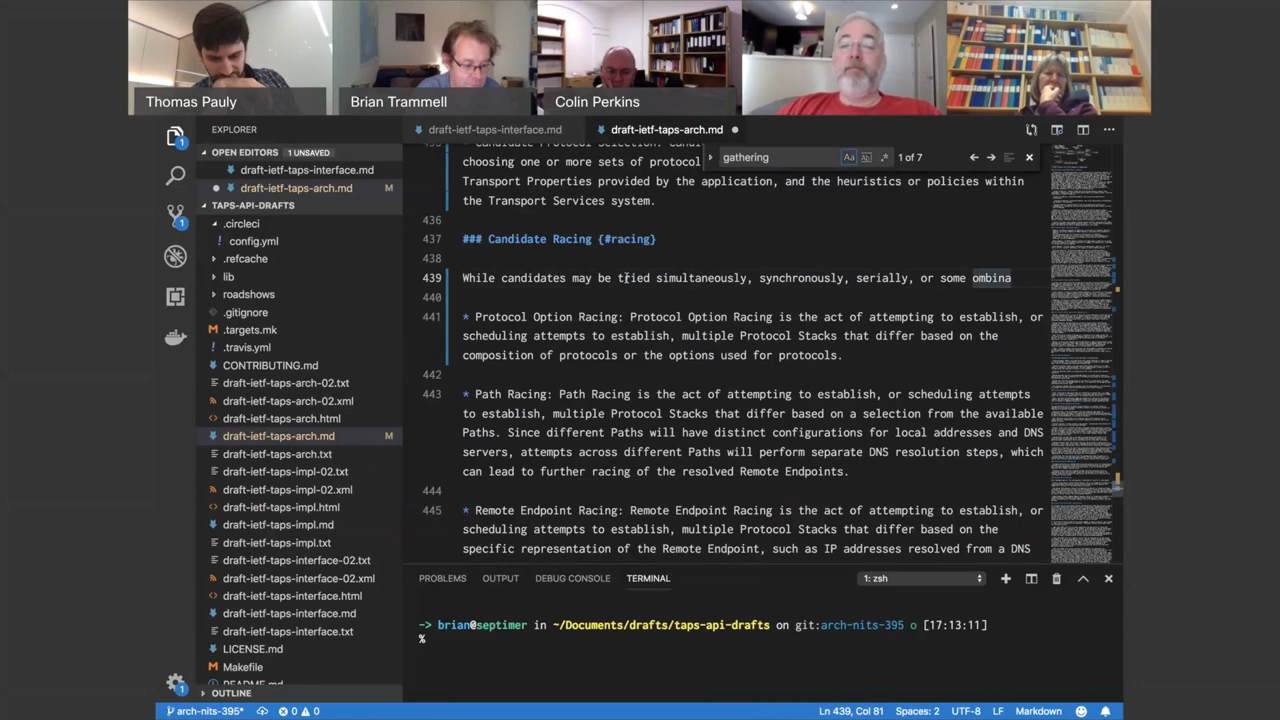 Thomas Pauly
Brian Trammell
Colin Perkins
EXPLORER
OPEN EDITORS 1 UNSAVED
draft-ietf-taps-interface.md
draft-ietf-taps-arch.md M
TAPS-API-DRAFTS
.circleci
config.yml
.refcache
lib
roadshows
.gitignore
.targets.mk
.travis.yml
CONTRIBUTING.md
draft-ietf-taps-arch-02.txt
draft-ietf-taps-arch-02.xml
draft-ietf-taps-arch.html
draft-ietf-taps-arch.md M
draft-ietf-taps-arch.txt
draft-ietf-taps-impl-02.txt
draft-ietf-taps-impl-02.xml
draft-ietf-taps-impl.html
draft-ietf-taps-impl.md
draft-ietf-taps-impl.txt
draft-ietf-taps-interface-02.txt
draft-ietf-taps-interface-02.xml
draft-ietf-taps-interface.html
draft-ietf-taps-interface.md
draft-ietf-taps-interface.txt
LICENSE.md
Makefile
README.md
OUTLINE
draft-ietf-taps-interface.md draft-ietf-taps-arch.md
gathering Aa Abl .* 1 of 7
choosing one or more sets of protocol
Transport Properties provided by the application, and the heuristics or policies within
the Transport Services system.
436
437 ### Candidate Racing {#racing}
438
439 While candidates may be tried simultaneously, synchronously, serially, or some ombina
440
441 * Protocol Option Racing: Protocol Option Racing is the act of attempting to establish, or
scheduling attempts to establish, multiple Protocol Stacks that differ based on the
composition of protocols or the options used for protocols.
442
443 * Path Racing: Path Racing is the act of attempting to establish, or scheduling attempts
to establish, multiple Protocol Stacks that differ based on a selection from the available
Paths. Since different Paths will have distinct configurations for local addresses and DNS
servers, attempts across different Paths will perform separate DNS resolution steps, which
can lead to further racing of the resolved Remote Endpoints.
444
445 * Remote Endpoint Racing: Remote Endpoint Racing is the act of attempting to establish, or
scheduling attempts to establish, multiple Protocol Stacks that differ based on the
specific representation of the Remote Endpoint, such as IP addresses resolved from a DNS
PROBLEMS OUTPUT DEBUG CONSOLE TERMINAL 1: zsh
-> brian@septimer in ~/Documents/drafts/taps-api-drafts on git:arch-nits-395 o [17:13:11]
%
arch-nits-395* 0 0 Ln 439, Col 81 Spaces: 2 UTF-8 LF Markdown